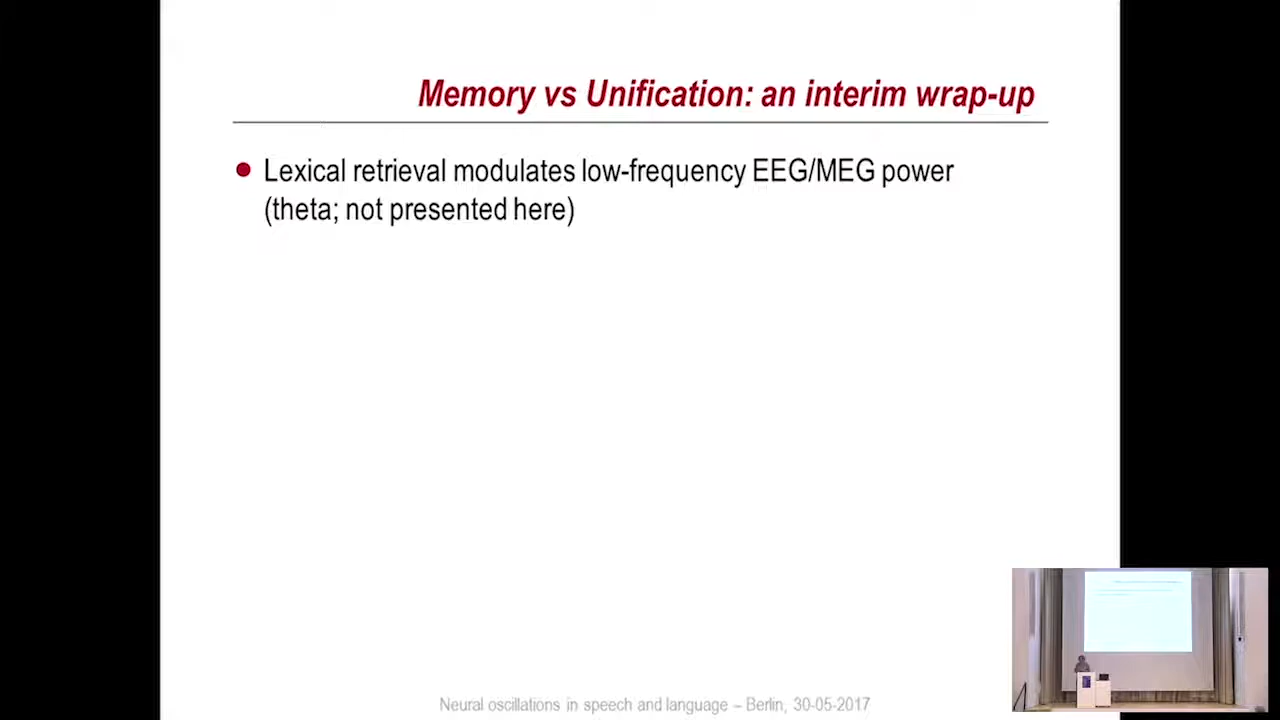 Memory vs Unification: an interim wrap-up
Lexical retrieval modulates low-frequency EEG/MEG power
(theta; not presented here)
Neural oscillations in speech and language – Berlin, 30-05-2017